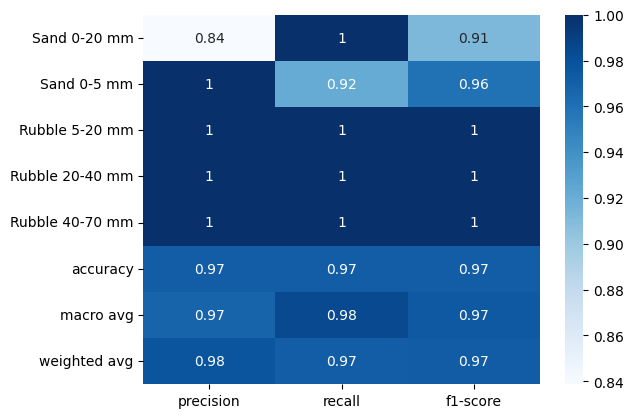 Sand 0-20 mm 0.84 1 0.91
Sand 0-5 mm 1 0.92 0.96
Rubble 5-20 mm 1 1 1
Rubble 20-40 mm 1 1 1
Rubble 40-70 mm 1 1 1
accuracy 0.97 0.97 0.97
macro avg 0.97 0.98 0.97
weighted avg 0.98 0.97 0.97
precision recall f1-score
1.00
0.98
0.96
0.94
0.92
0.90
0.88
0.86
0.84